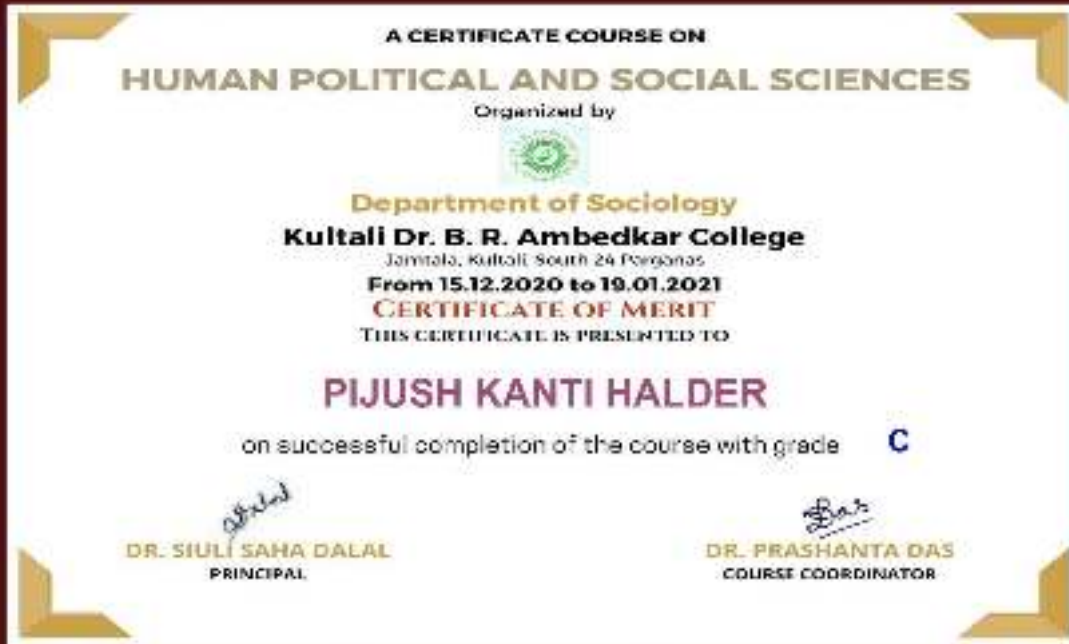 A CERTIFICATE COURSE ON
HUMAN POLITICAL AND SOCIAL SCIENCES
Organized by
Department of Sociology
Kultali Dr. B. R. Ambedkar College
Jamtala, Kultali, South 24 Parganas
From 15.12.2020 to 19.01.2021
CERTIFICATE OF MERIT
THIS CERTIFICATE IS PRESENTED TO
PIJUSH KANTI HALDER
on successful completion of the course with grade C
DR. SIULI SAHA DALAL
PRINCIPAL
Das
DR. PRASHANTA DAS
COURSE COORDINATOR